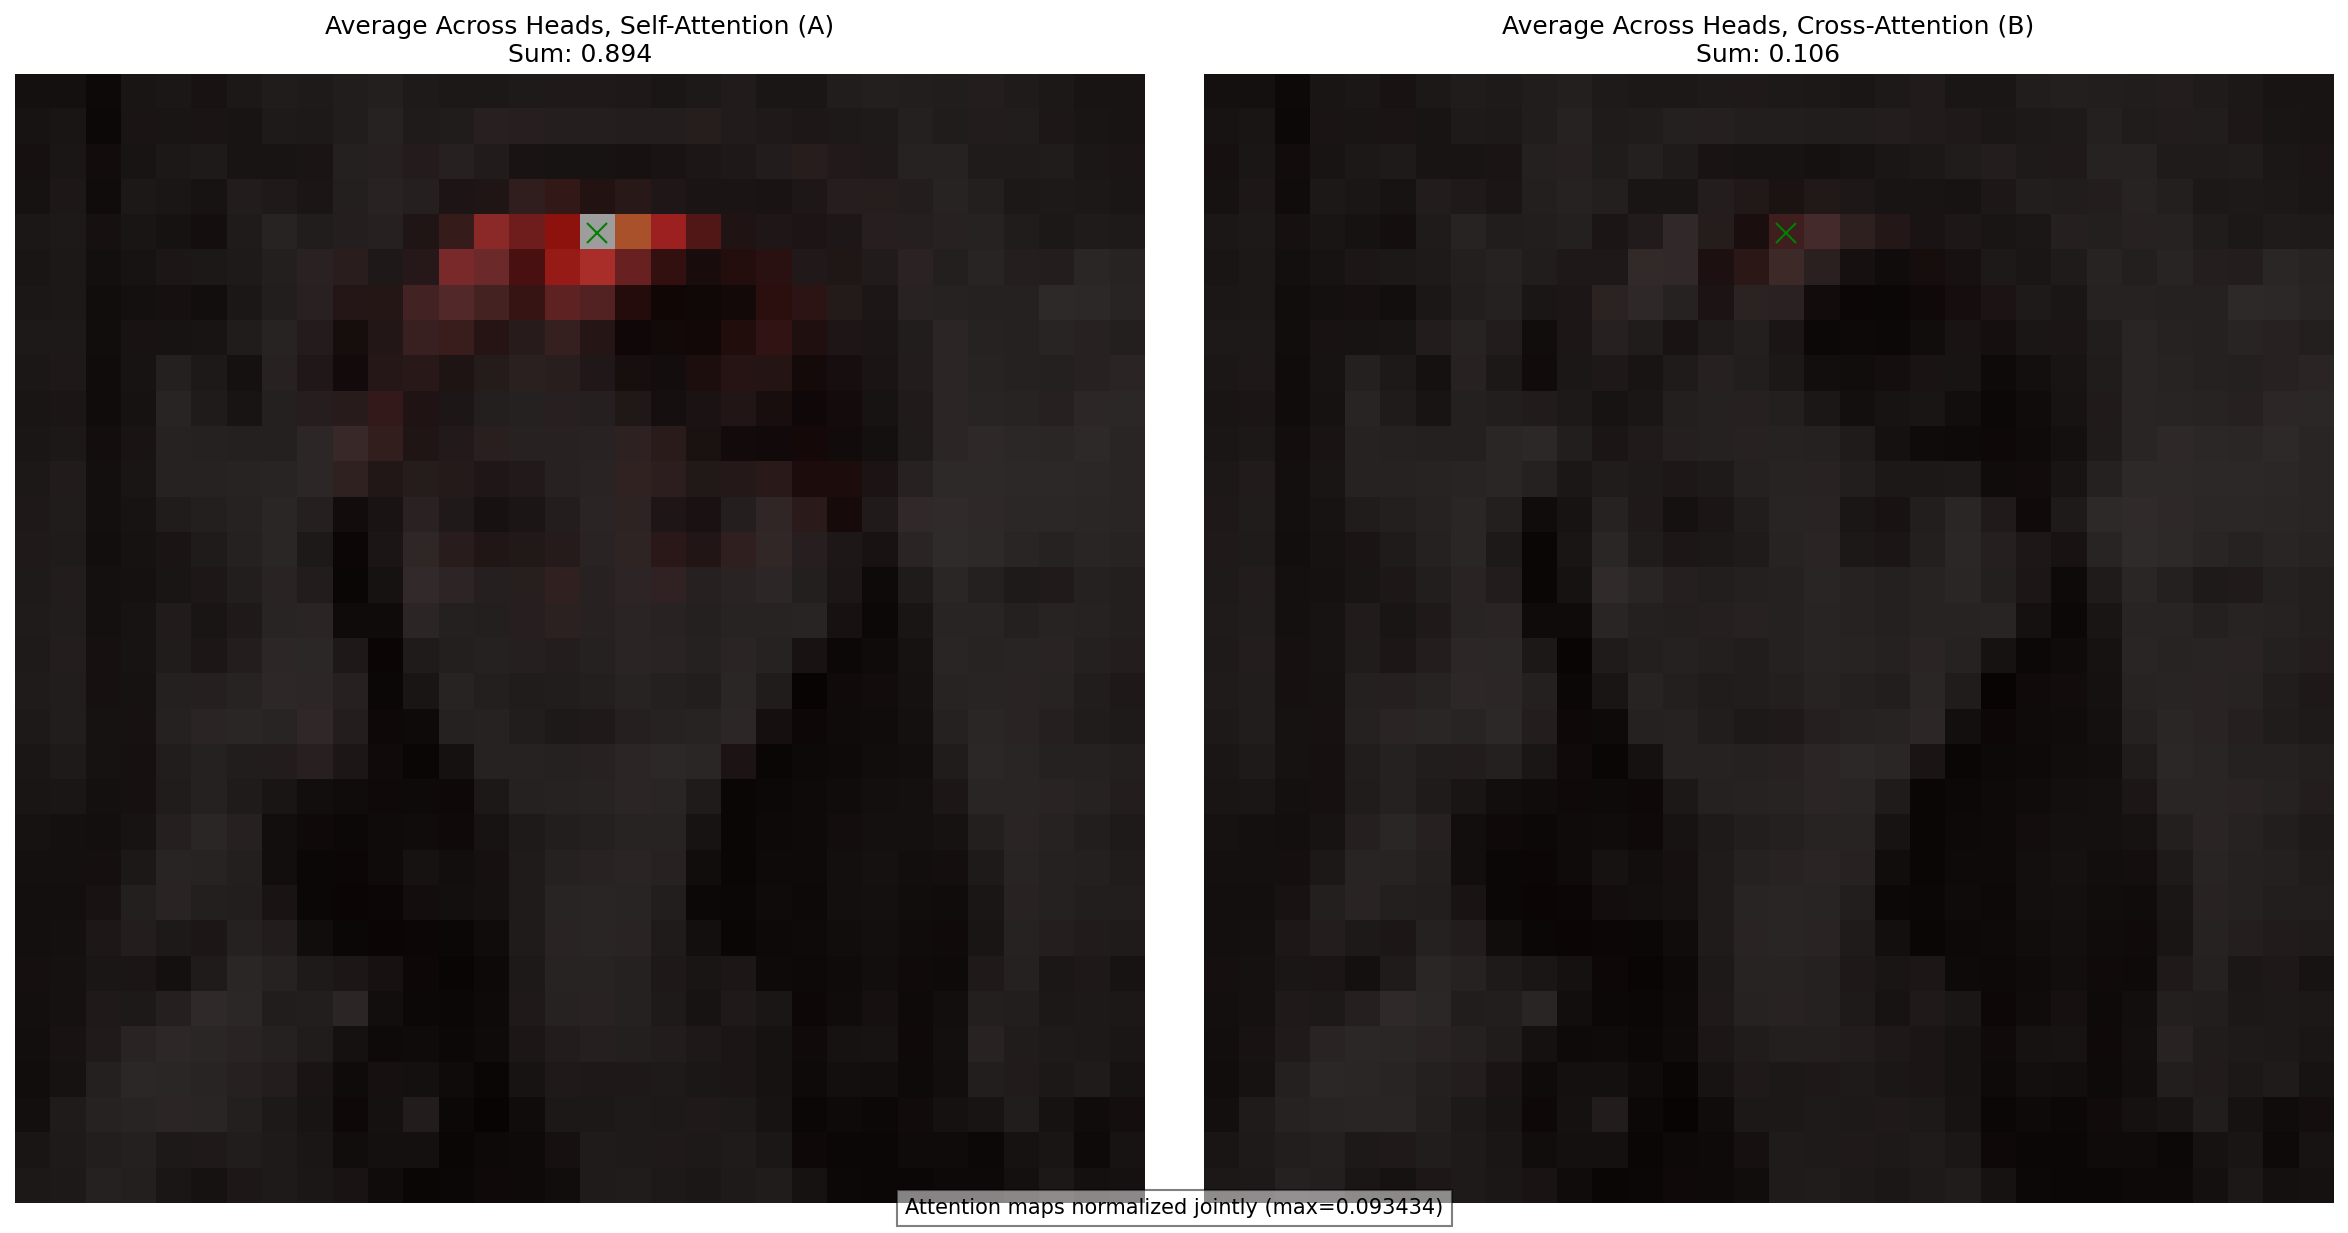 Average Across Heads, Self-Attention (A)
Sum: 0.894
Average Across Heads, Cross-Attention (B)
Sum: 0.106
Attention maps normalized jointly (max=0.093434)